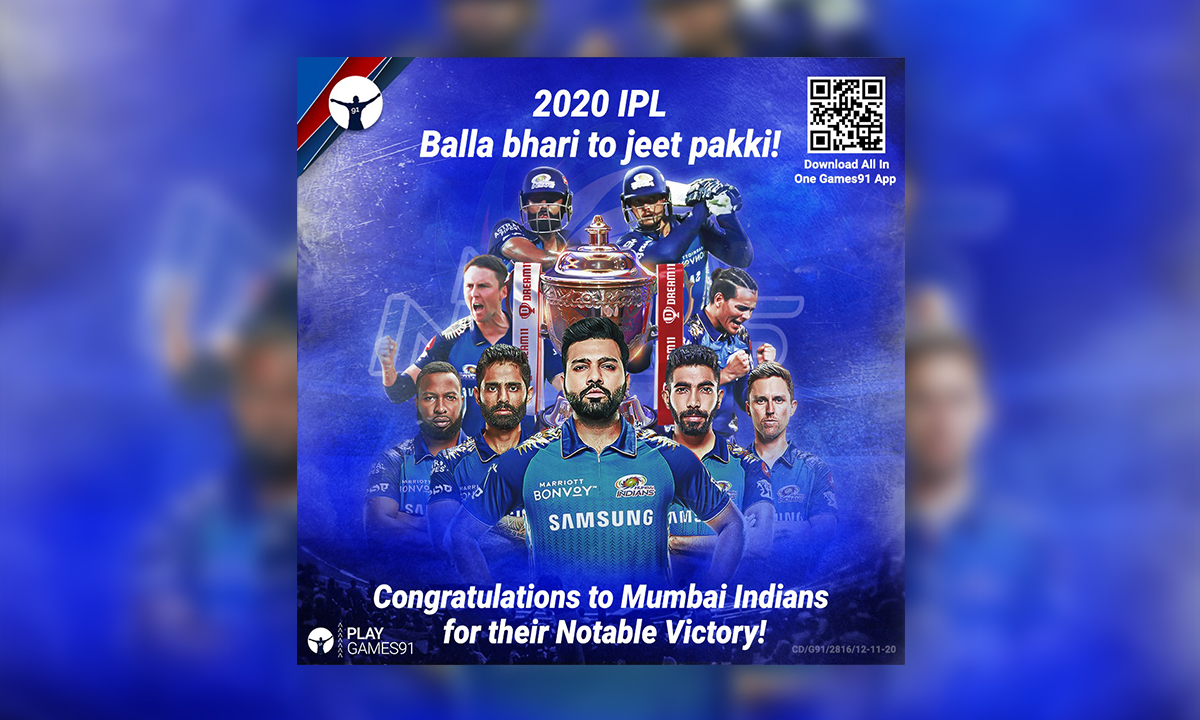 91
2020 IPL
Balla bhari to jeet pakki!
Download All In
One Games91 App
DREAM11
DREAM11
MARRIOTT
BONVOY
INDIANS
SAMSUNG
Congratulations to Mumbai Indians
for their Notable Victory!
PLAY
GAMES91
CD/G91/2816/12-11-20